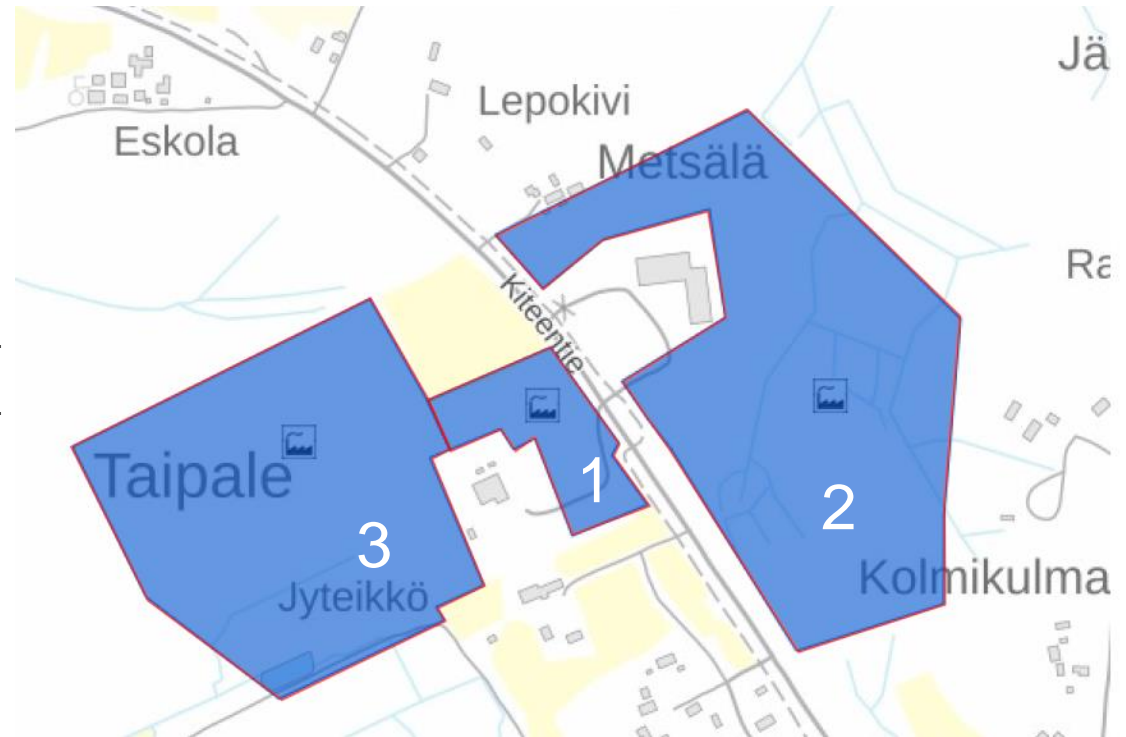 Jä
Lepokivi
Eskola
Metsälä
Ra
Kiteentie
Taipale
1
2
3
Kolmikulma
Jyteikkö